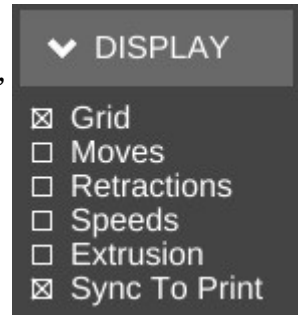 DISPLAY
,
Grid
Moves
Retractions
Speeds
Extrusion
Sync To Print